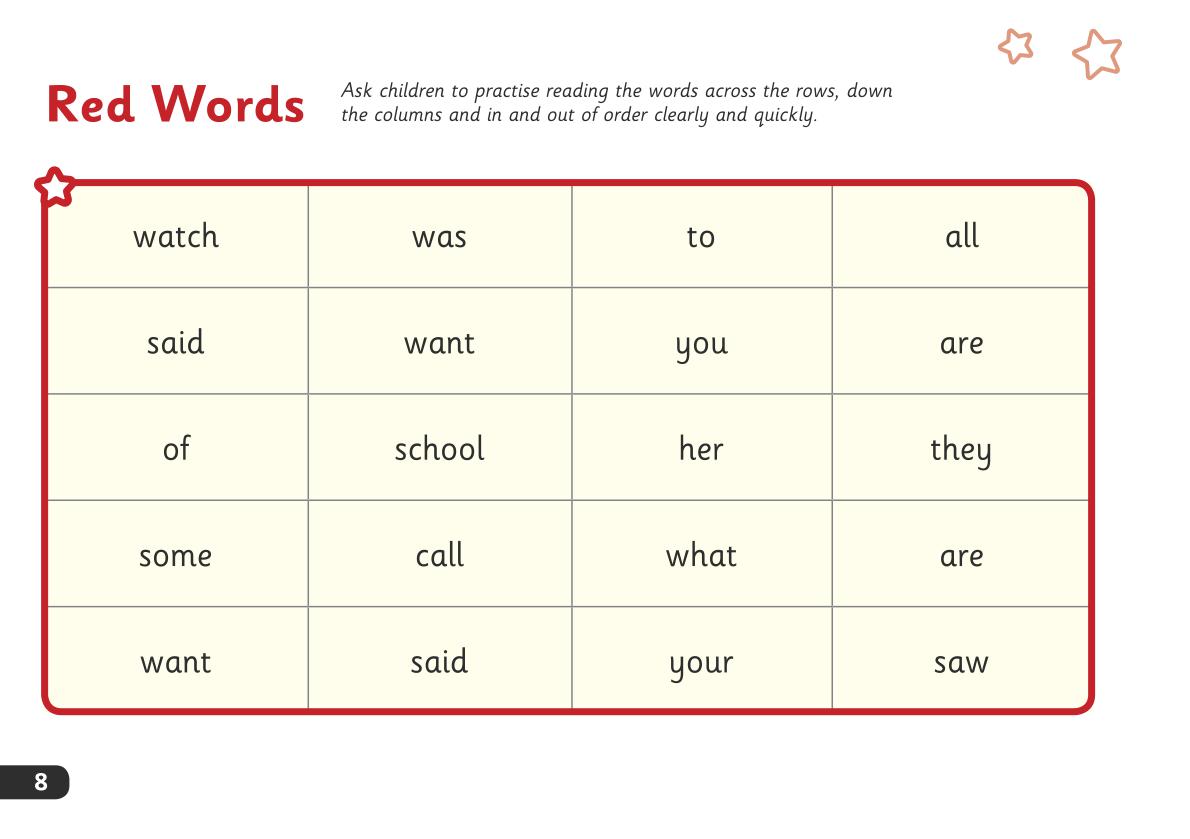 Red Words
Ask children to practise reading the words across the rows, down
the columns and in and out of order clearly and quickly.
watch was to all
said want you are
of school her they
some call what are
want said your saw
8